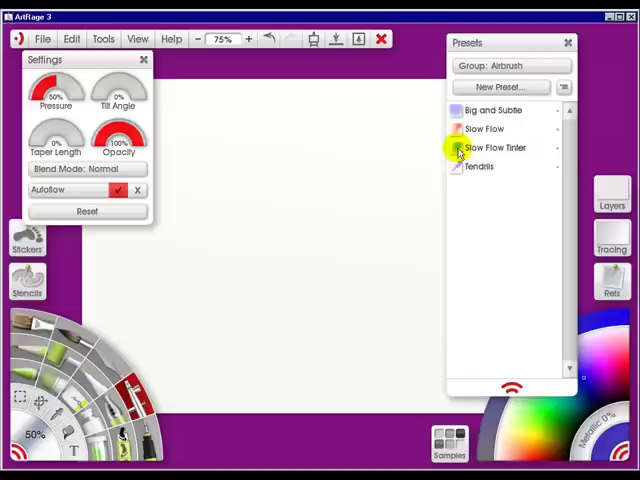 ArtRage 3
File Edit Tools View Help - 75% +
Settings
50%
Pressure
0%
Tilt Angle
0%
Taper Length
100%
Opacity
Blend Mode: Normal
Autoflow X
Reset
Presets
Group: Airbrush
New Preset...
Big and Subtle
Slow Flow
Slow Flow Tinter
Tendrils
Stickers
Stencils
Layers
Tracing
Refs
50%
T
Samples
Metallic 0%